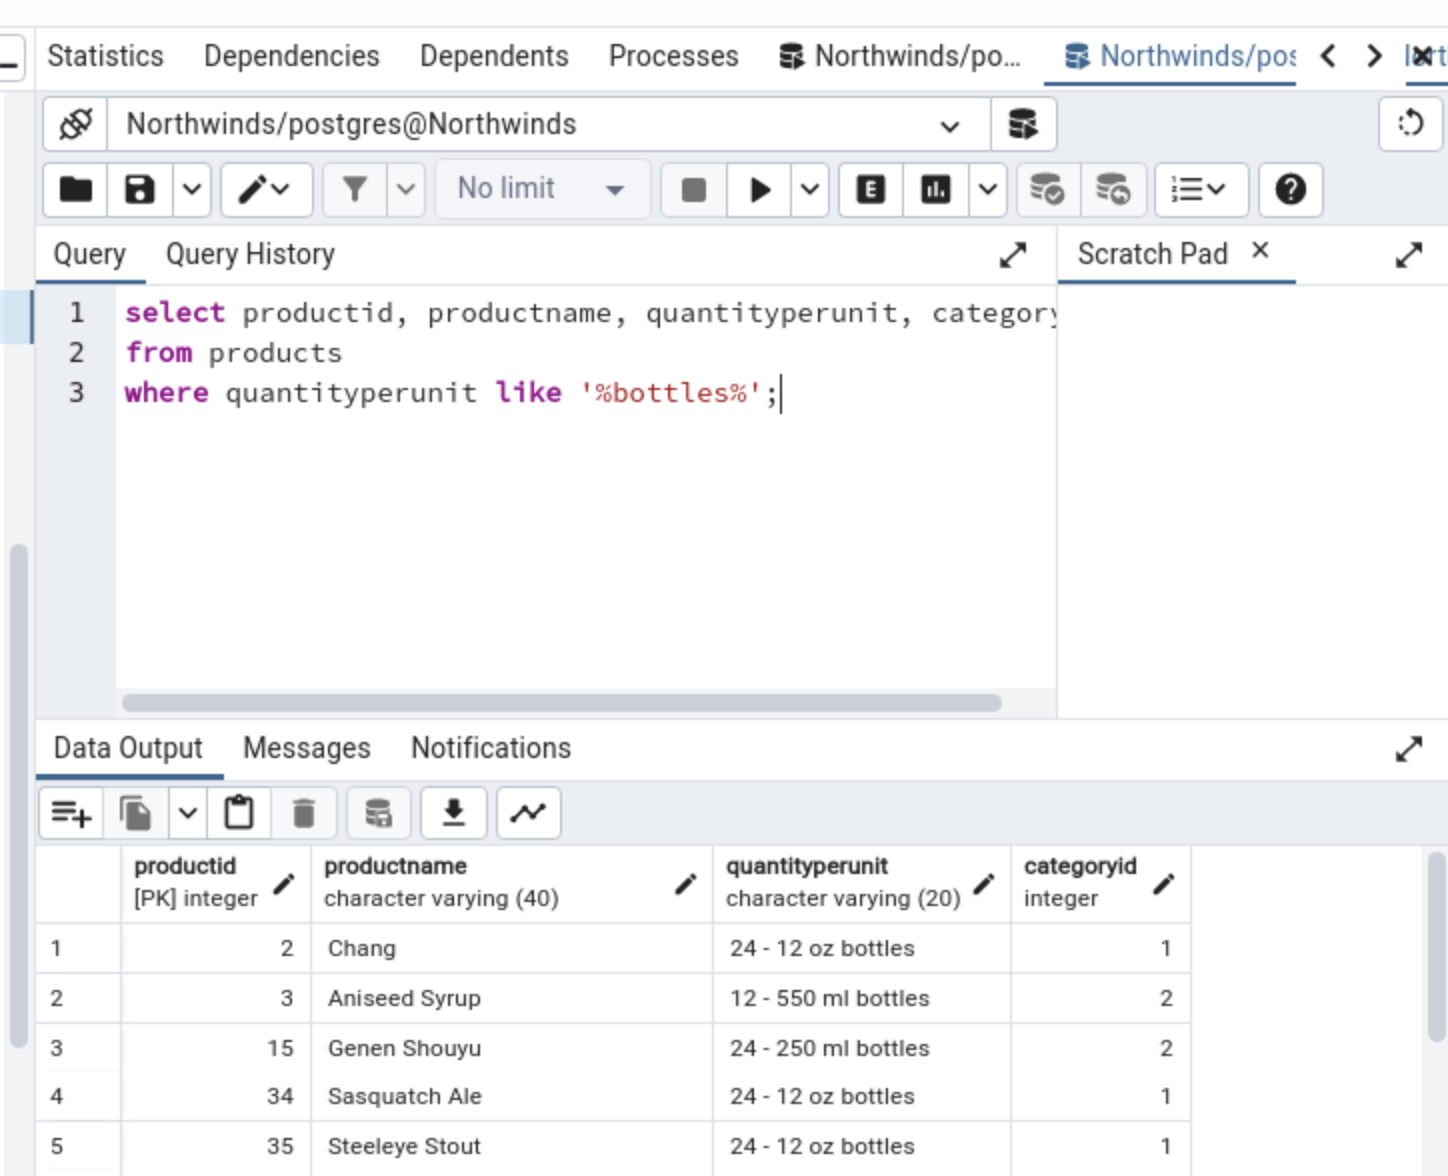 Statistics Dependencies Dependents Processes Northwinds/po... Northwinds/pos
Northwinds/postgres@Northwinds
No limit E
Query Query History Scratch Pad
1 select productid, productname, quantityperunit, category
2 from products
3 where quantityperunit like '%bottles%';
Data Output Messages Notifications
productid productname quantityperunit categoryid
[PK] integer character varying (40) character varying (20) integer
1 2 Chang 24 - 12 oz bottles 1
2 3 Aniseed Syrup 12 - 550 ml bottles 2
3 15 Genen Shouyu 24 - 250 ml bottles 2
4 34 Sasquatch Ale 24 - 12 oz bottles 1
5 35 Steeleye Stout 24 - 12 oz bottles 1